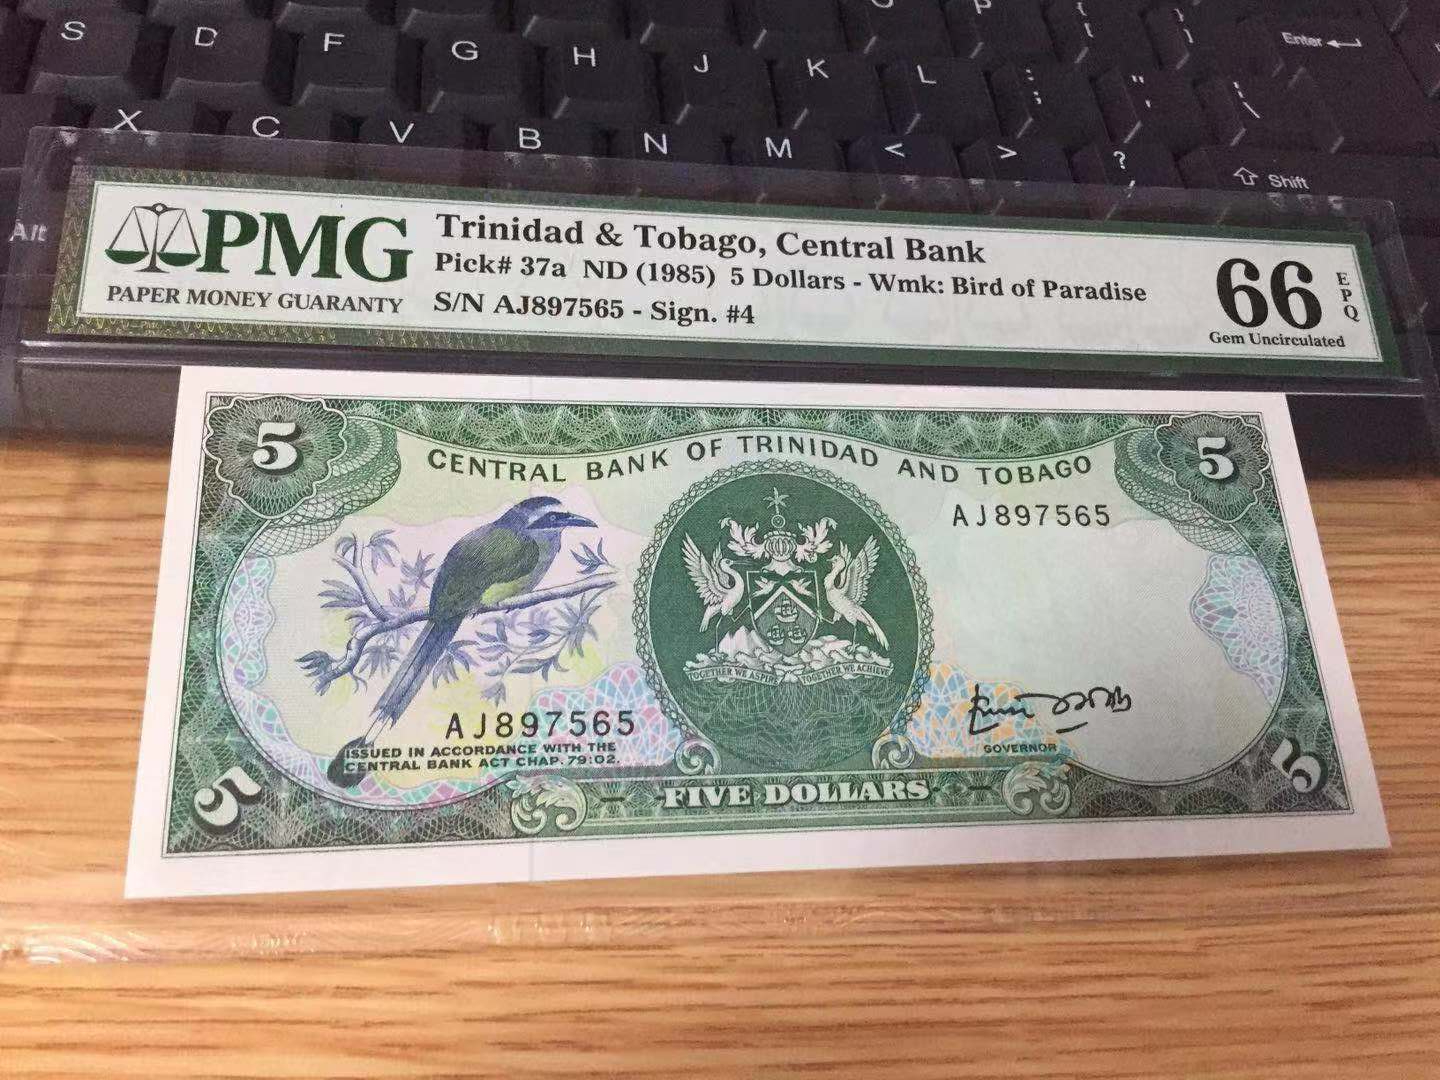 S D F G H J K L : ; " ' | \ Enter
X C V B N M < > ? Shift
Alt
PMG
PAPER MONEY GUARANTY
Trinidad & Tobago, Central Bank
Pick# 37a ND (1985) 5 Dollars - Wmk: Bird of Paradise
S/N AJ897565 - Sign. #4
66
EPQ
Gem Uncirculated
5 5
CENTRAL BANK OF TRINIDAD AND TOBAGO
AJ897565
TOGETHER WE ASPIRE TOGETHER WE ACHIEVE
AJ897565
ISSUED IN ACCORDANCE WITH THE
CENTRAL BANK ACT CHAP. 79:02.
GOVERNOR
5 FIVE DOLLARS 5